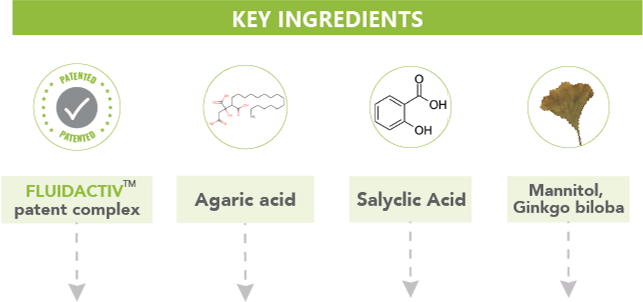 KEY INGREDIENTS
PATENTED
PATENTED
OH
O
OH
FLUIDACTIV™
patent complex
Agaric acid
Salyclic Acid
Mannitol,
Ginkgo biloba